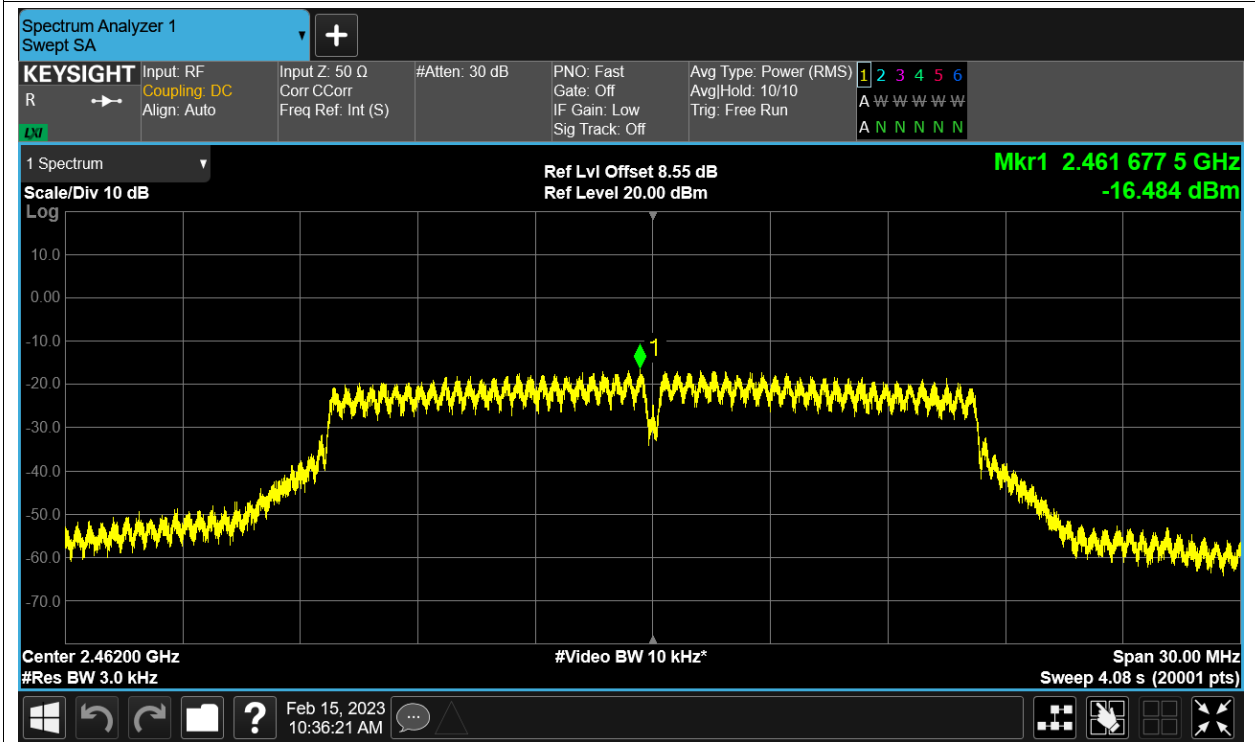 Spectrum Analyzer 1
Swept SA
KEYSIGHT
R
LXI
Input: RF
Coupling: DC
Align: Auto
Input Z: 50 Ω
Corr CCorr
Freq Ref: Int (S)
#Atten: 30 dB
PNO: Fast
Gate: Off
IF Gain: Low
Sig Track: Off
Avg Type: Power (RMS)
Avg|Hold: 10/10
Trig: Free Run
1 2 3 4 5 6
A W W W W W
A N N N N N
1 Spectrum
Scale/Div 10 dB
Log
Ref Lvl Offset 8.55 dB
Ref Level 20.00 dBm
Mkr1 2.461 677 5 GHz
-16.484 dBm
10.0
0.00
-10.0
-20.0
-30.0
-40.0
-50.0
-60.0
-70.0
1
Center 2.46200 GHz
#Res BW 3.0 kHz
#Video BW 10 kHz*
Span 30.00 MHz
Sweep 4.08 s (20001 pts)
?
Feb 15, 2023
10:36:21 AM